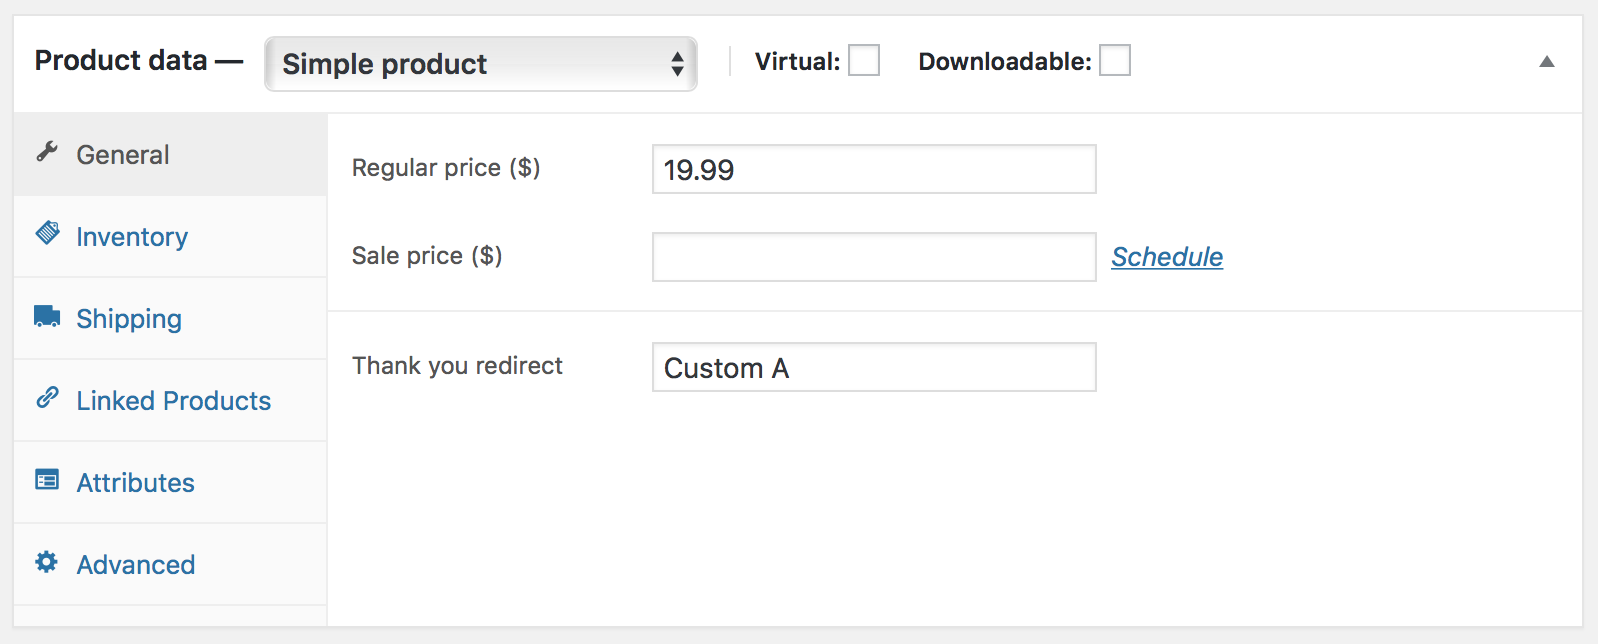 Product data — Simple product Virtual: Downloadable:
General
Inventory
Shipping
Linked Products
Attributes
Advanced
Regular price ($) 19.99
Sale price ($) Schedule
Thank you redirect Custom A